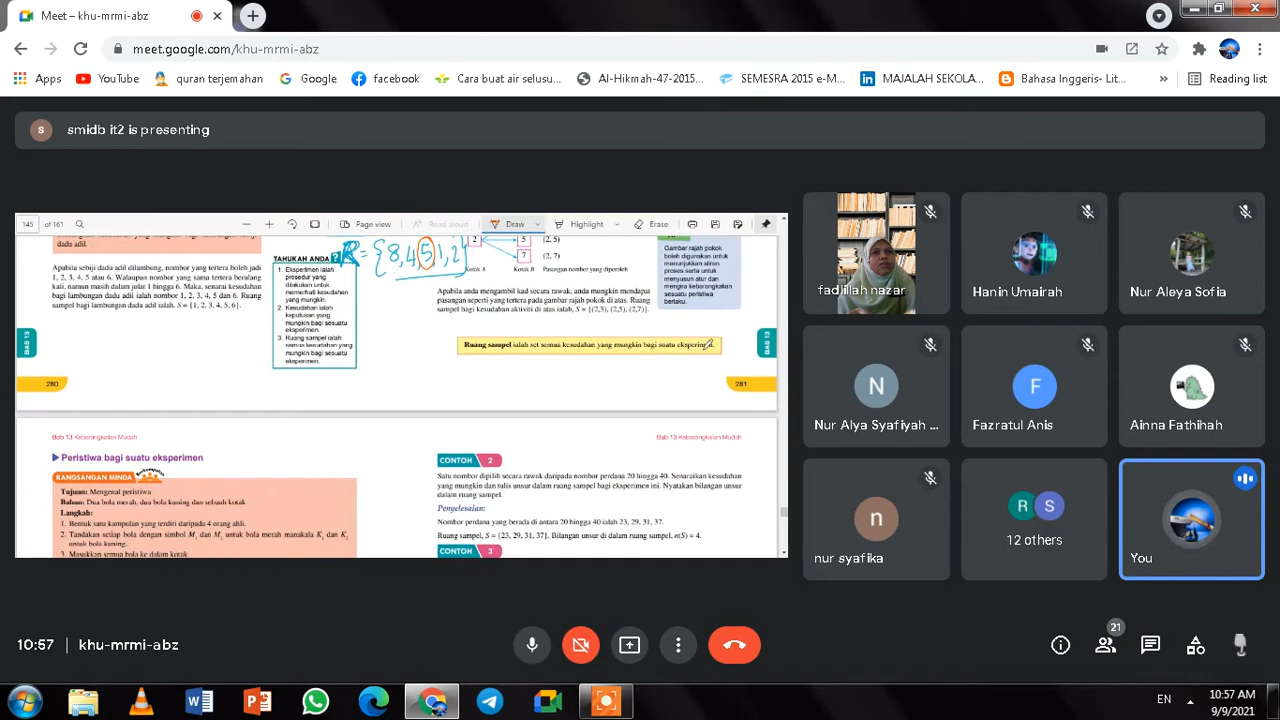 Meet – khu-mrmi-abz
meet.google.com/khu-mrmi-abz
Apps YouTube quran terjemahan Google facebook Cara buat air selusu... Al-Hikmah-47-2015... SEMESRA 2015 e-M... MAJALAH SEKOLA... Bahasa Inggeris- Lit... » Reading list
S smidb it2 is presenting
145 of 161 Page view Read aloud Draw Highlight Erase
dadu adil.
Apabila sebiji dadu adil dilambung, nombor yang tertera boleh jadi
1, 2, 3, 4, 5 atau 6. Walaupun nombor yang sama tertera berulang
kali, namun masih dalam julat 1 hingga 6. Maka, senarai kesudahan
bagi lambungan dadu adil ialah nombor 1, 2, 3, 4, 5 dan 6. Ruang
sampel bagi lambungan dadu adil ialah, S = {1, 2, 3, 4, 5, 6}.
BAB 13
280
TAHUKAH ANDA ?
1. Eksperimen ialah
prosedur yang
dilakukan untuk
memerhati kesudahan
yang mungkin.
2. Kesudahan ialah
keputusan yang
mungkin bagi sesuatu
eksperimen.
3. Ruang sampel ialah
semua kesudahan yang
mungkin bagi sesuatu
eksperimen.
= {8,4,5,1,2}
2 5 (2, 5)
7 (2, 7)
Kotak A Kotak B Pasangan nombor yang diperoleh
Apabila anda mengambil kad secara rawak, anda mungkin mendapat
pasangan seperti yang tertera pada gambar rajah pokok di atas. Ruang
sampel bagi kesudahan aktiviti di atas ialah, S = {(2,3), (2,5), (2,7)}.
Gambar rajah pokok
boleh digunakan untuk
menunjukkan aliran
proses serta untuk
menyusun atur dan
mengira kebarangkalian
sesuatu peristiwa
berlaku.
Ruang sampel ialah set semua kesudahan yang mungkin bagi suatu eksperimen.
BAB 13
281
Bab 13 Kebarangkalian Mudah
Peristiwa bagi suatu eksperimen
RANGSANGAN MINDA
Berkumpulan
Tujuan: Mengenal peristiwa
Bahan: Dua bola merah, dua bola kuning dan sebuah kotak
Langkah:
1. Bentuk satu kumpulan yang terdiri daripada 4 orang ahli.
2. Tandakan setiap bola dengan simbol M1 dan M2 untuk bola merah manakala K1 dan K2
untuk bola kuning.
3. Masukkan semua bola ke dalam kotak.
Bab 13 Kebarangkalian Mudah
CONTOH 2
Satu nombor dipilih secara rawak daripada nombor perdana 20 hingga 40. Senaraikan kesudahan
yang mungkin dan tulis unsur dalam ruang sampel bagi eksperimen ini. Nyatakan bilangan unsur
dalam ruang sampel.
Penyelesaian:
Nombor perdana yang berada di antara 20 hingga 40 ialah 23, 29, 31, 37.
Ruang sampel, S = {23, 29, 31, 37}. Bilangan unsur di dalam ruang sampel, n(S) = 4.
CONTOH 3
fadillah nazar
Hanin Umairah
Nur Alya Sofia
N
Nur Alya Safiyah ...
F
Fazratul Anis
Anna Fatihah
n
nur syafika
R S
12 others
You
10:57 | khu-mrmi-abz
21
EN
10:57 AM
9/9/2021